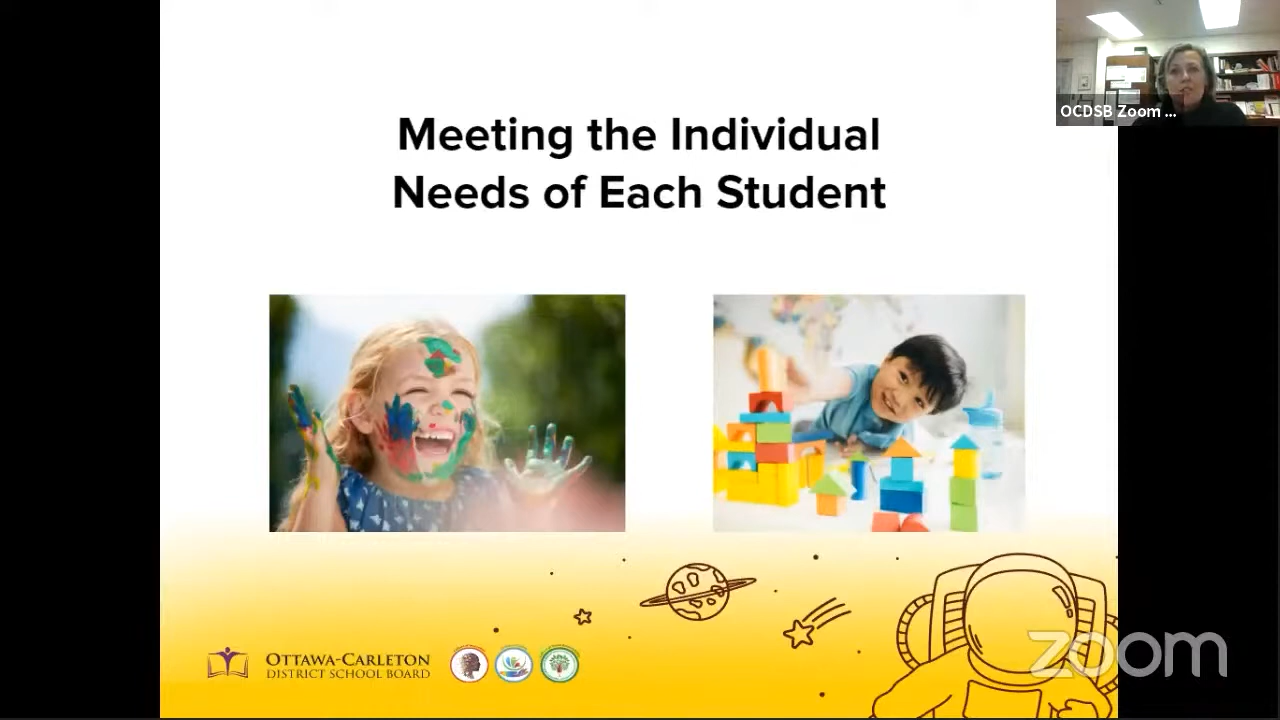 OCDSB Zoom ...
Meeting the Individual
Needs of Each Student
OTTAWA-CARLETON
DISTRICT SCHOOL BOARD
zoom